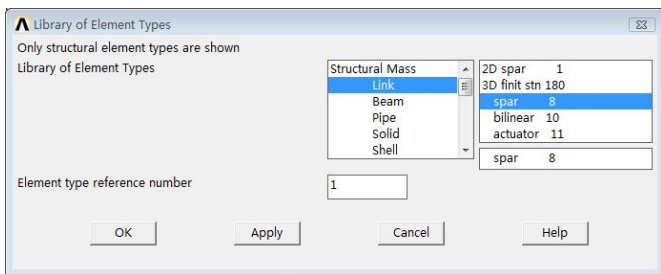 Library of Element Types
Only structural element types are shown
Library of Element Types
Structural Mass
Link
Beam
Pipe
Solid
Shell
2D spar 1
3D finit stn 180
spar 8
bilinear 10
actuator 11
spar 8
Element type reference number
1
OK
Apply
Cancel
Help